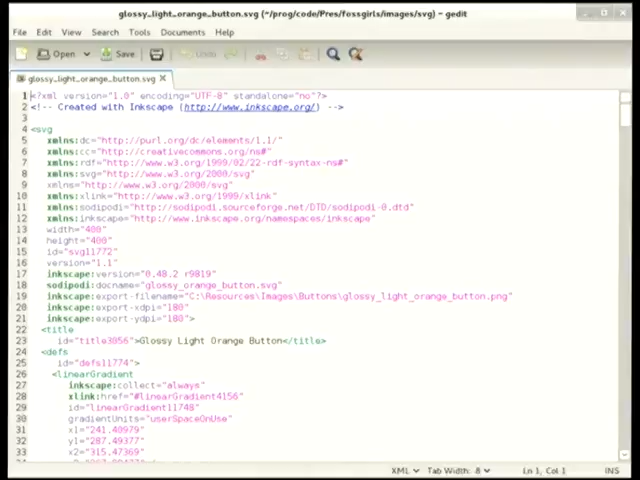 glossy_light_orange_button.svg (~/prog/code/Pres/fossgirls/images/svg) - gedit
File Edit View Search Tools Documents Help
Open Save Undo
glossy_light_orange_button.svg
1 <?xml version="1.0" encoding="UTF-8" standalone="no"?>
2 <!-- Created with Inkscape (http://www.inkscape.org/) -->
3
4 <svg
5 xmlns:dc="http://purl.org/dc/elements/1.1/"
6 xmlns:cc="http://creativecommons.org/ns#"
7 xmlns:rdf="http://www.w3.org/1999/02/22-rdf-syntax-ns#"
8 xmlns:svg="http://www.w3.org/2000/svg"
9 xmlns="http://www.w3.org/2000/svg"
10 xmlns:xlink="http://www.w3.org/1999/xlink"
11 xmlns:sodipodi="http://sodipodi.sourceforge.net/DTD/sodipodi-0.dtd"
12 xmlns:inkscape="http://www.inkscape.org/namespaces/inkscape"
13 width="400"
14 height="400"
15 id="svg11772"
16 version="1.1"
17 inkscape:version="0.48.2 r9819"
18 sodipodi:docname="glossy_orange_button.svg"
19 inkscape:export-filename="C:\Resources\Images\Buttons\glossy_light_orange_button.png"
20 inkscape:export-xdpi="180"
21 inkscape:export-ydpi="180">
22 <title
23 id="title3056">Glossy Light Orange Button</title>
24 <defs
25 id="defs11774">
26 <linearGradient
27 inkscape:collect="always"
28 xlink:href="#linearGradient4156"
29 id="linearGradient11748"
30 gradientUnits="userSpaceOnUse"
31 x1="241.40979"
32 y1="287.49377"
33 x2="315.45367"
XML Tab Width: 8 Ln 1, Col 1 INS